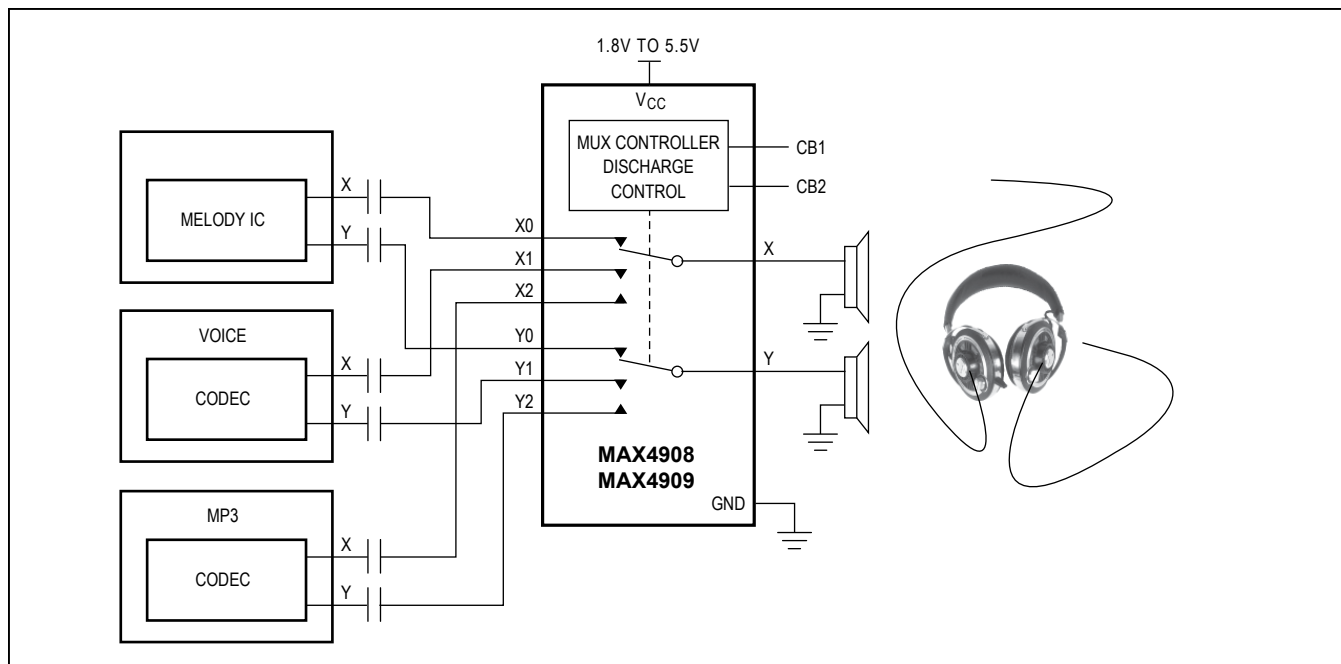 1.8V TO 5.5V
VCC
MUX CONTROLLER
DISCHARGE
CONTROL
CB1
CB2
MELODY IC
X
Y
X0
X1
X2
X
VOICE
CODEC
X
Y
Y0
Y1
Y2
Y
MAX4908
MAX4909
GND
MP3
CODEC
X
Y